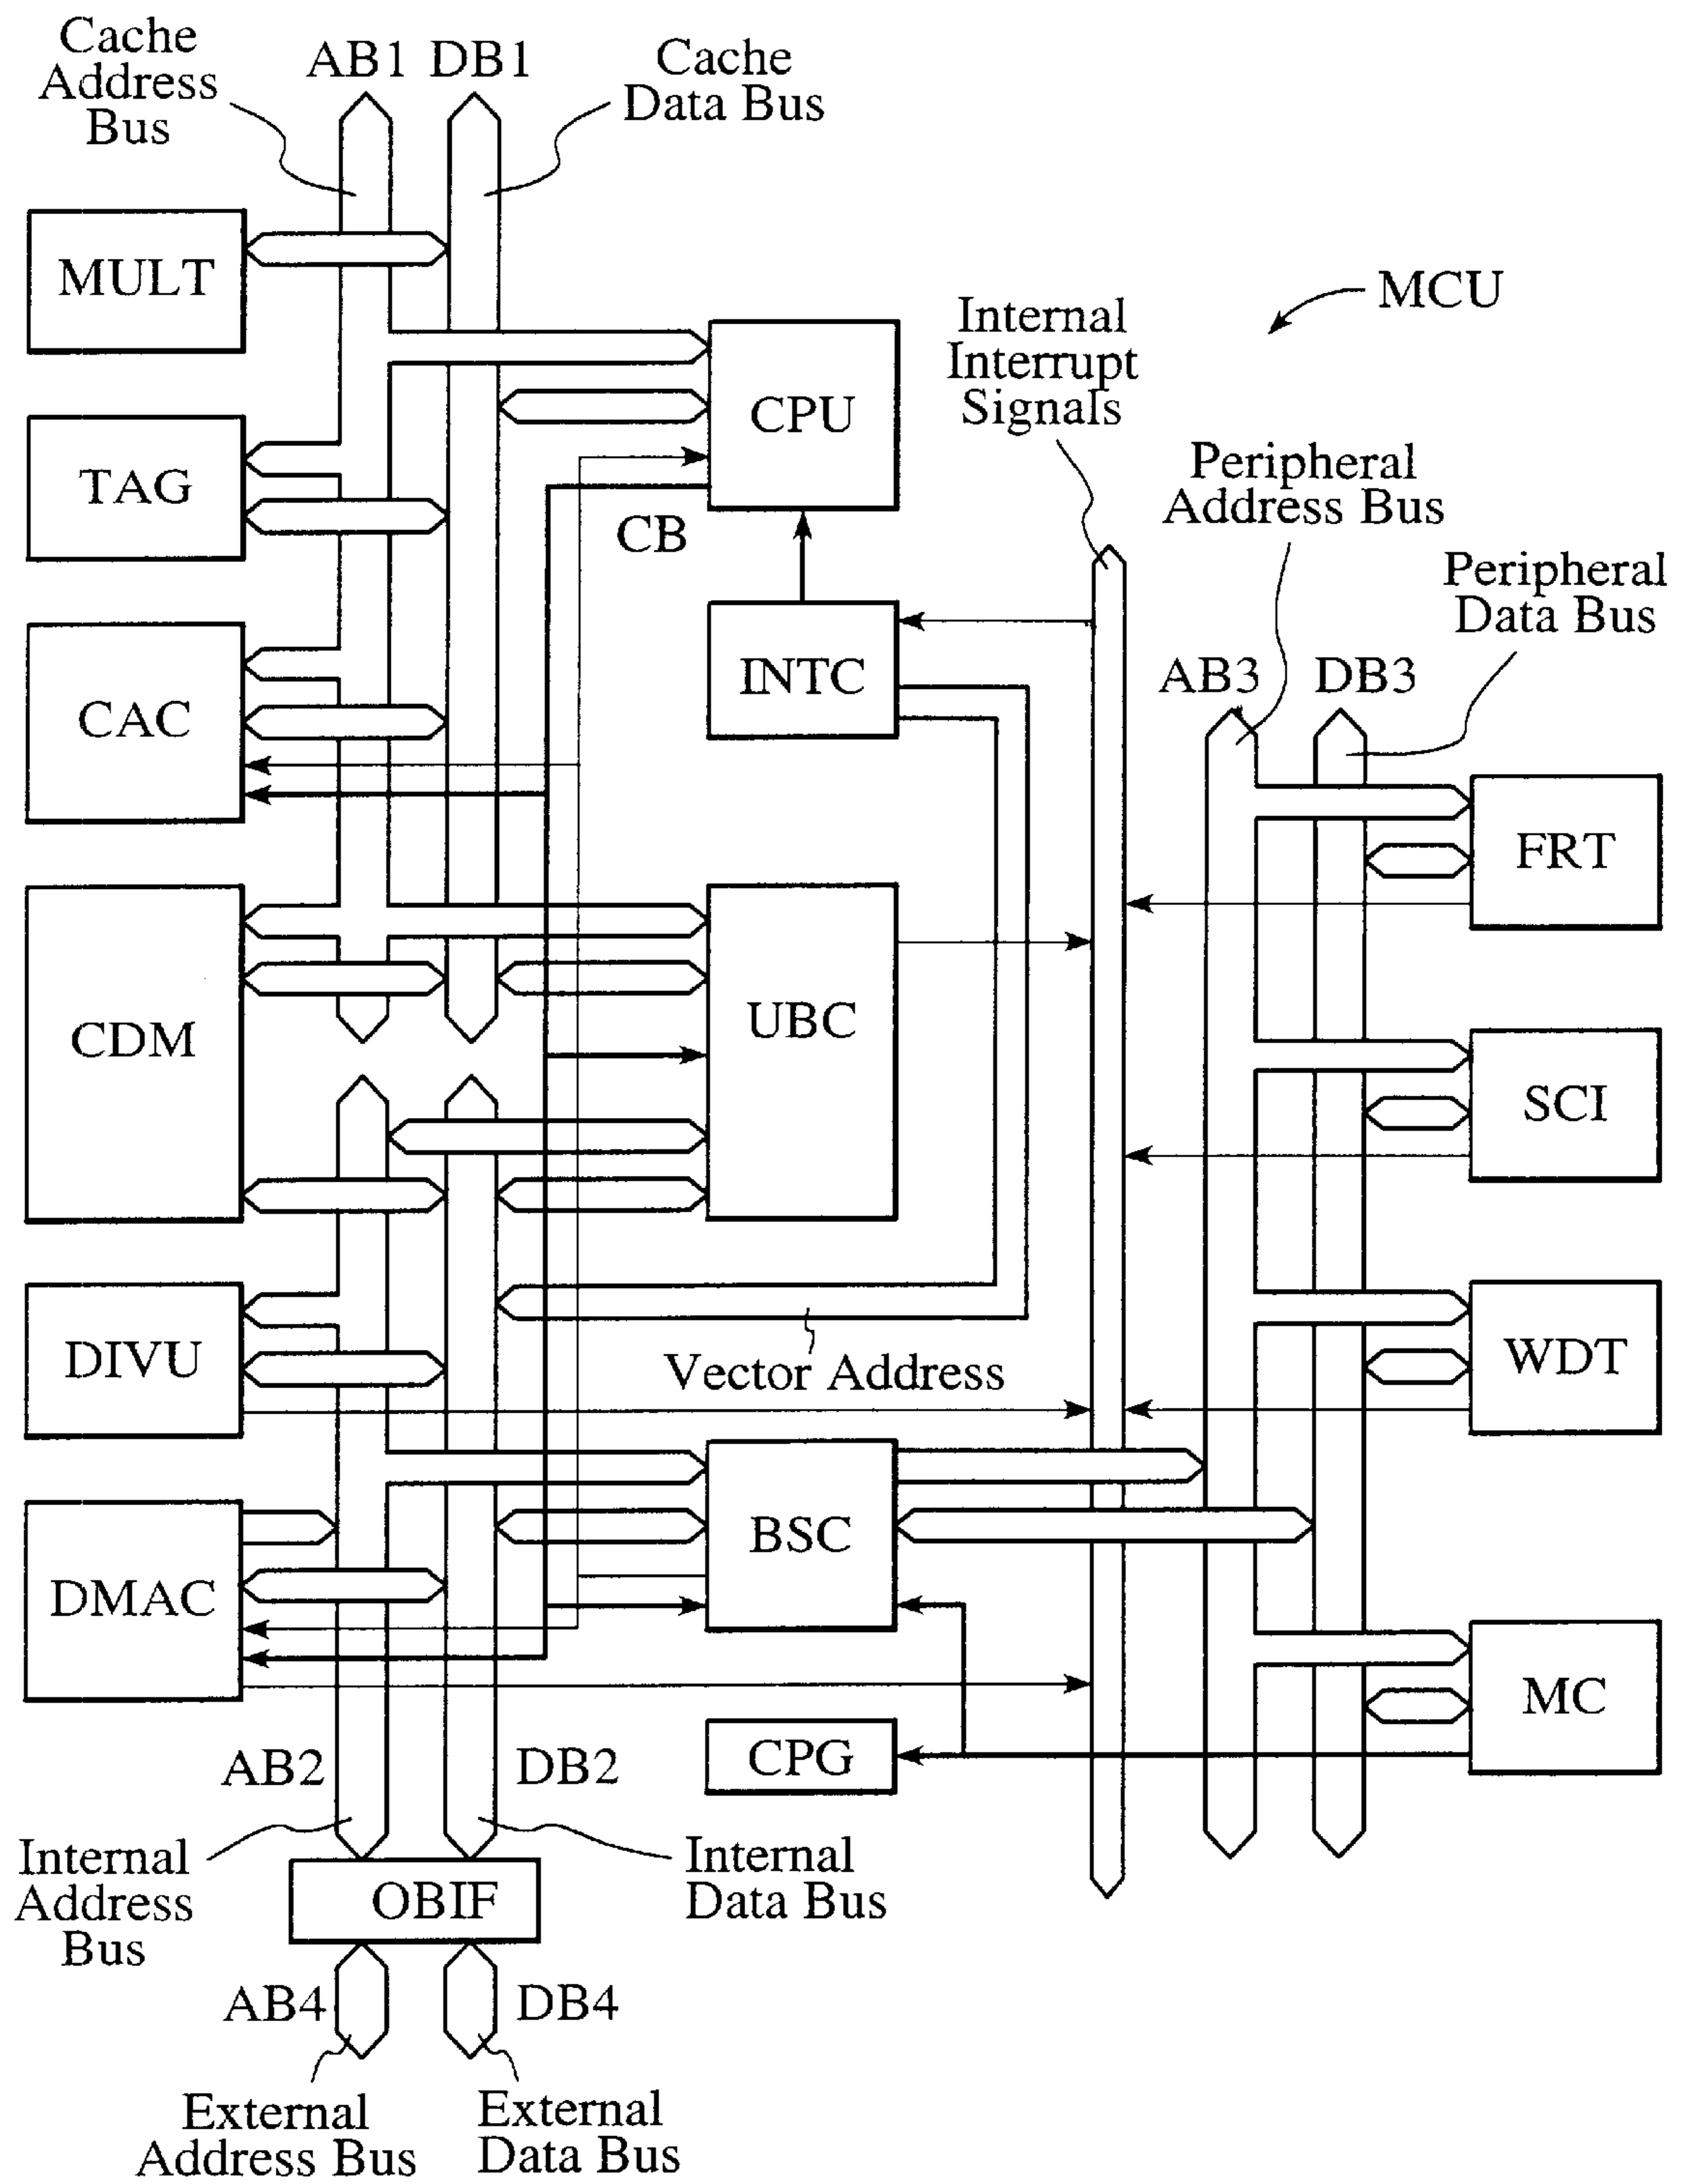 Cache
Address
Bus
AB1
DB1
Cache
Data Bus
MULT
MCU
Internal
Interrupt
Signals
CPU
TAG
Peripheral
Address Bus
CB
Peripheral
Data Bus
INTC
AB3
DB3
CAC
FRT
UBC
CDM
SCI
DIVU
Vector Address
WDT
BSC
DMAC
MC
CPG
AB2
DB2
Internal
Address
Bus
Internal
Data Bus
OBIF
AB4
DB4
External
Address Bus
External
Data Bus